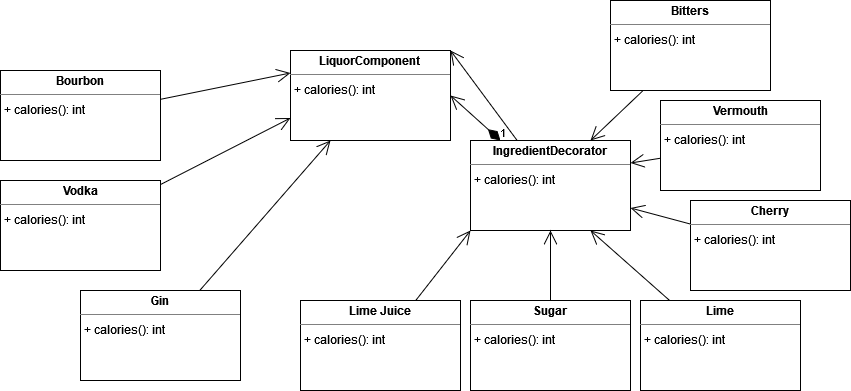 Bitters
+ calories(): int
LiquorComponent
+ calories(): int
Bourbon
+ calories(): int
Vermouth
+ calories(): int
1
IngredientDecorator
+ calories(): int
Vodka
+ calories(): int
Cherry
+ calories(): int
Gin
+ calories(): int
Lime Juice
+ calories(): int
Sugar
+ calories(): int
Lime
+ calories(): int